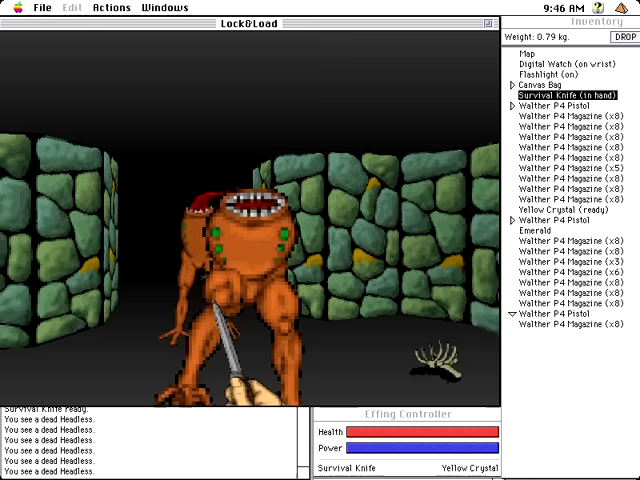 File Edit Actions Windows 9:46 AM
Lock&Load
Inventory
Weight: 0.79 kg. DROP
Map
Digital Watch (on wrist)
Flashlight (on)
Canvas Bag
Survival Knife (in hand)
Walther P4 Pistol
Walther P4 Magazine (x8)
Walther P4 Magazine (x8)
Walther P4 Magazine (x8)
Walther P4 Magazine (x8)
Walther P4 Magazine (x8)
Walther P4 Magazine (x5)
Walther P4 Magazine (x8)
Walther P4 Magazine (x8)
Walther P4 Magazine (x8)
Yellow Crystal (ready)
Walther P4 Pistol
Emerald
Walther P4 Magazine (x8)
Walther P4 Magazine (x8)
Walther P4 Magazine (x3)
Walther P4 Magazine (x6)
Walther P4 Magazine (x8)
Walther P4 Magazine (x8)
Walther P4 Magazine (x8)
Walther P4 Pistol
Walther P4 Magazine (x8)
Survival Knife ready.
You see a dead Headless.
You see a dead Headless.
You see a dead Headless.
You see a dead Headless.
You see a dead Headless.
You see a dead Headless.
Effing Controller
Health
Power
Survival Knife Yellow Crystal